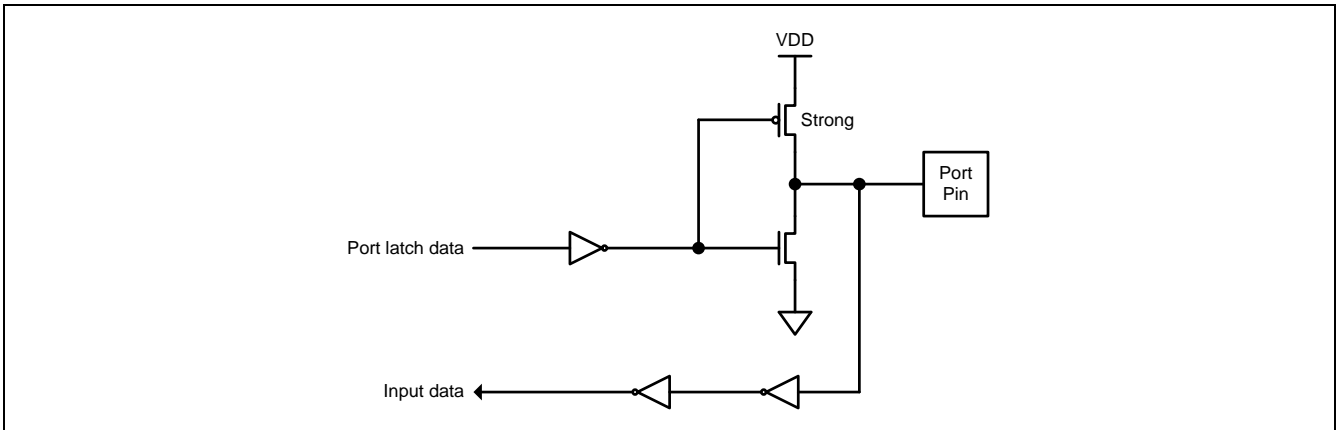 VDD
Strong
Port
Pin
Port latch data
Input data